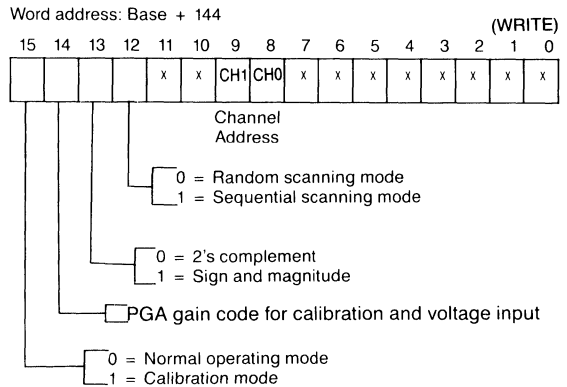 Word address: Base + 144
(WRITE)
15 14 13 12 11 10 9 8 7 6 5 4 3 2 1 0
x x CH1 CH0 x x x x x x x x
Channel
Address
0 = Random scanning mode
1 = Sequential scanning mode
0 = 2's complement
1 = Sign and magnitude
PGA gain code for calibration and voltage input
0 = Normal operating mode
1 = Calibration mode